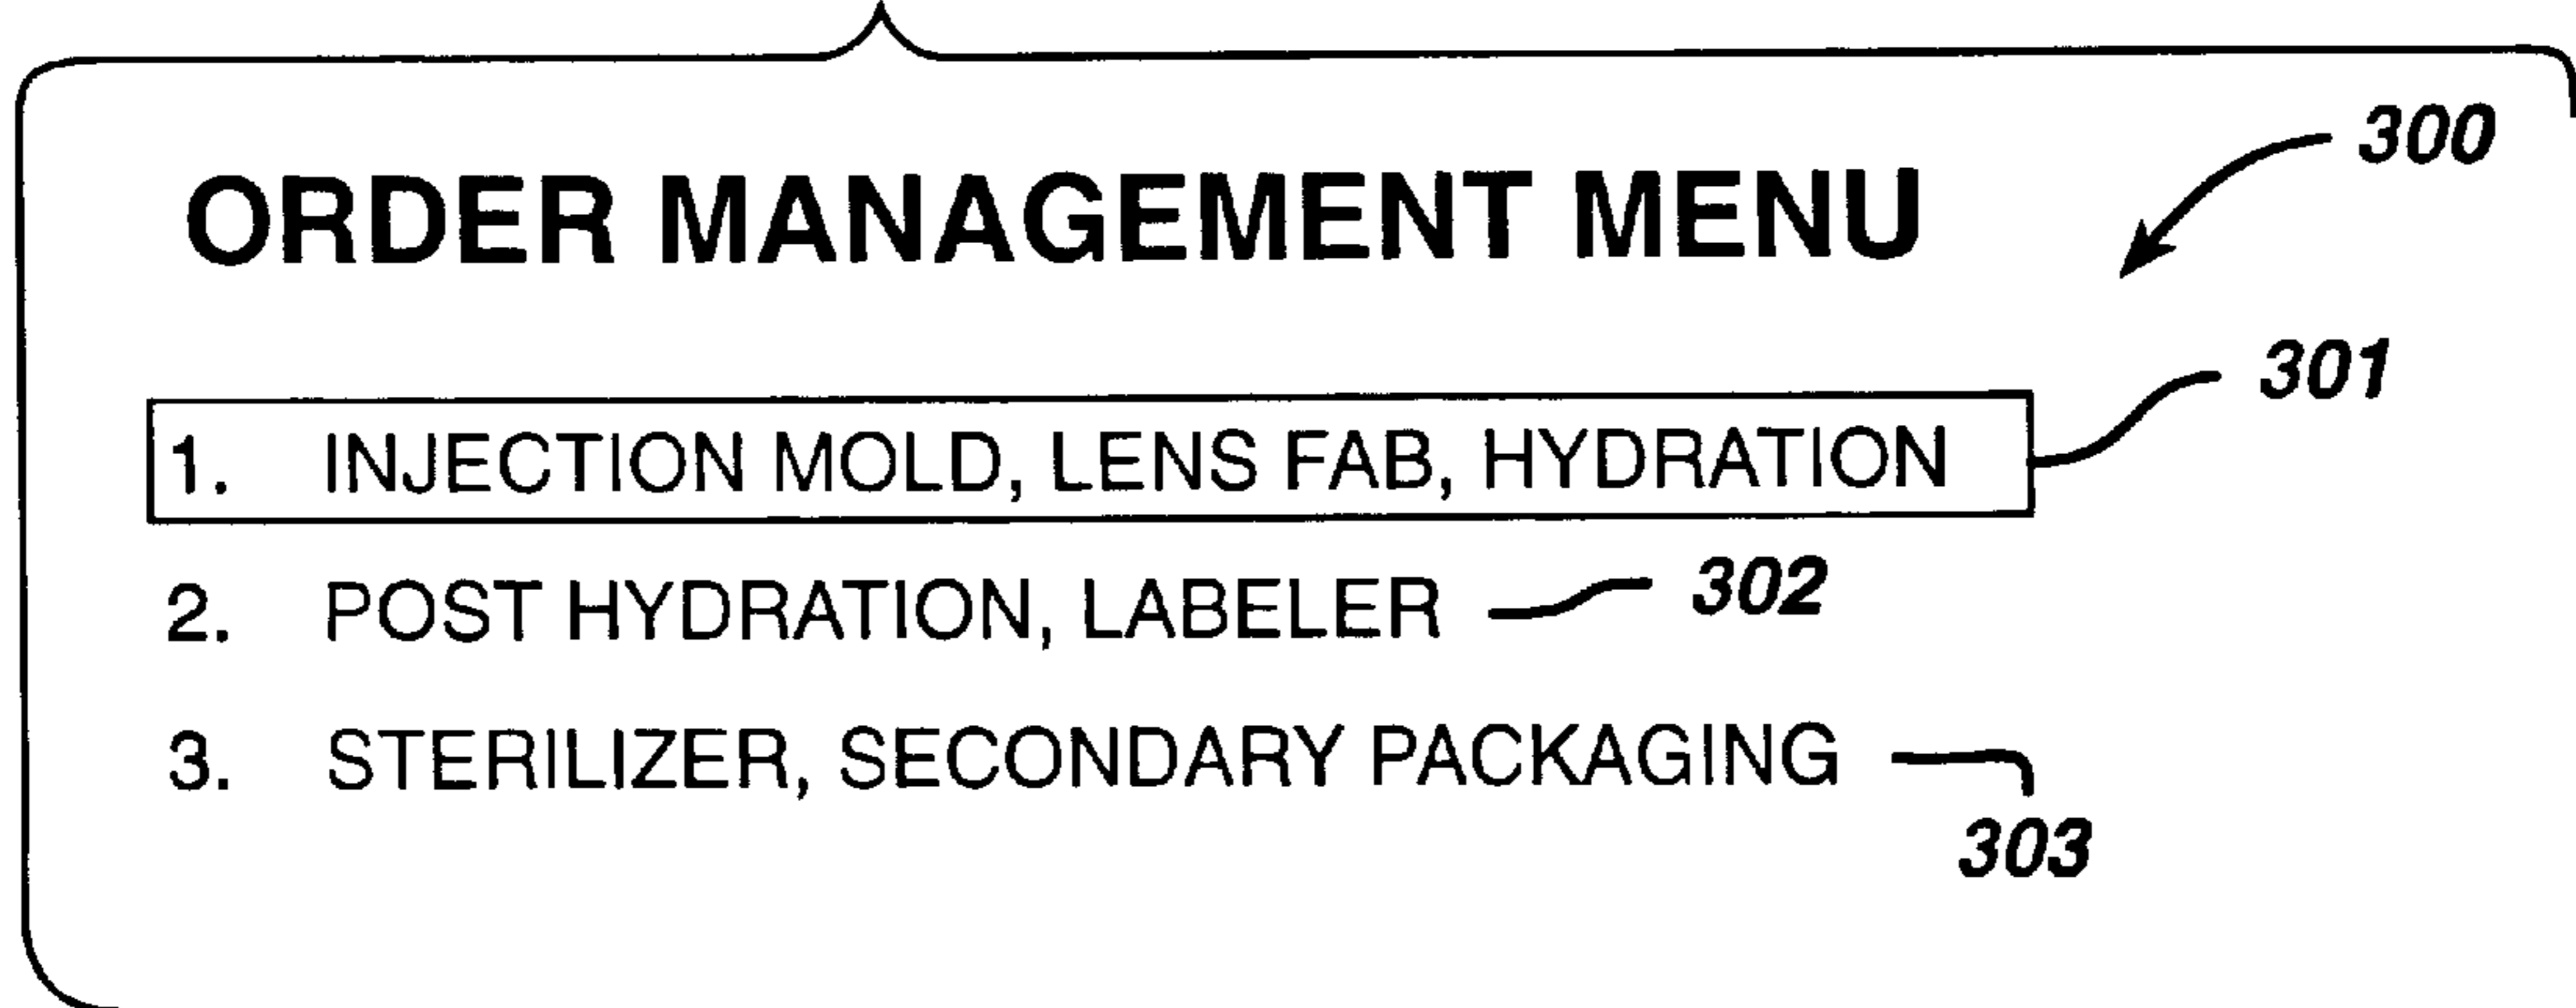 300
ORDER MANAGEMENT MENU
301
1. INJECTION MOLD, LENS FAB, HYDRATION
2. POST HYDRATION, LABELER 302
3. STERILIZER, SECONDARY PACKAGING
303